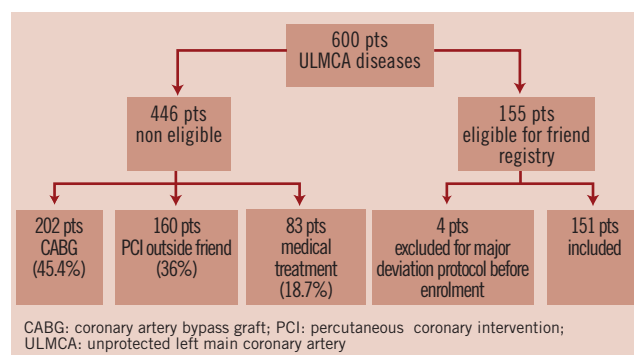 600 pts
ULMCA diseases
446 pts
non eligible
155 pts
eligible for friend
registry
202 pts
CABG
(45.4%)
160 pts
PCI outside friend
(36%)
83 pts
medical
treatment
(18.7%)
4 pts
excluded for major
deviation protocol before
enrolment
151 pts
included
CABG: coronary artery bypass graft; PCI: percutaneous coronary intervention;
ULMCA: unprotected left main coronary artery